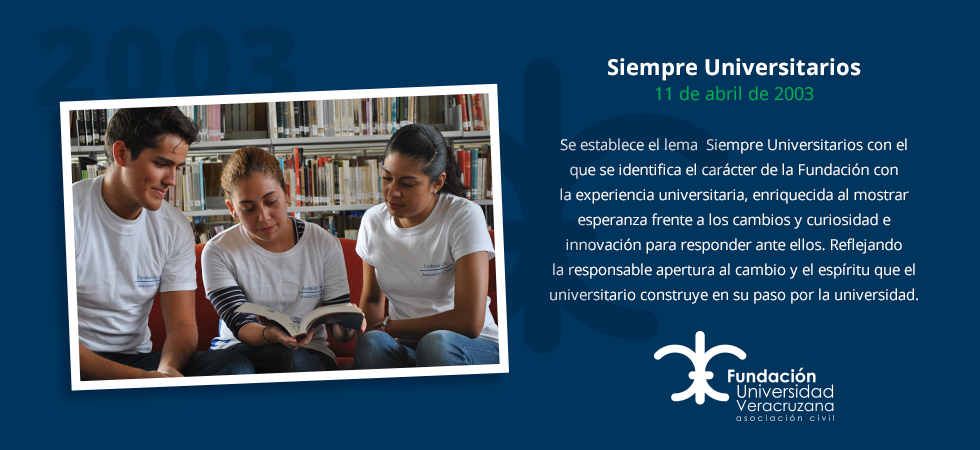 2003
Siempre Universitarios
11 de abril de 2003
Se establece el lema Siempre Universitarios con el
que se identifica el carácter de la Fundación con
la experiencia universitaria, enriquecida al mostrar
esperanza frente a los cambios y curiosidad e
innovación para responder ante ellos. Reflejando
la responsable apertura al cambio y el espíritu que el
universitario construye en su paso por la universidad.
Fundación
Universidad
Veracruzana
asociación civil